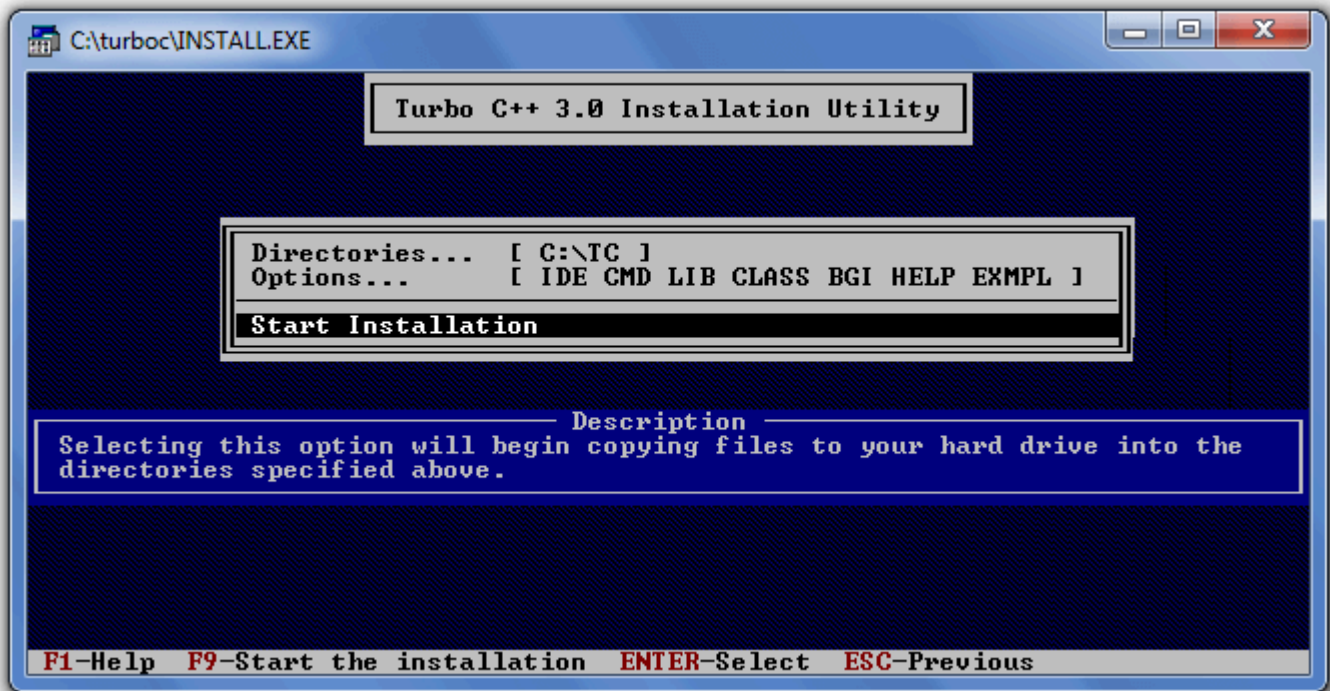 C:\turboc\INSTALL.EXE
Turbo C++ 3.0 Installation Utility
Directories... [ C:\TC ]
Options... [ IDE CMD LIB CLASS BGI HELP EXMPL ]
Start Installation
Description
Selecting this option will begin copying files to your hard drive into the
directories specified above.
F1-Help F9-Start the installation ENTER-Select ESC-Previous